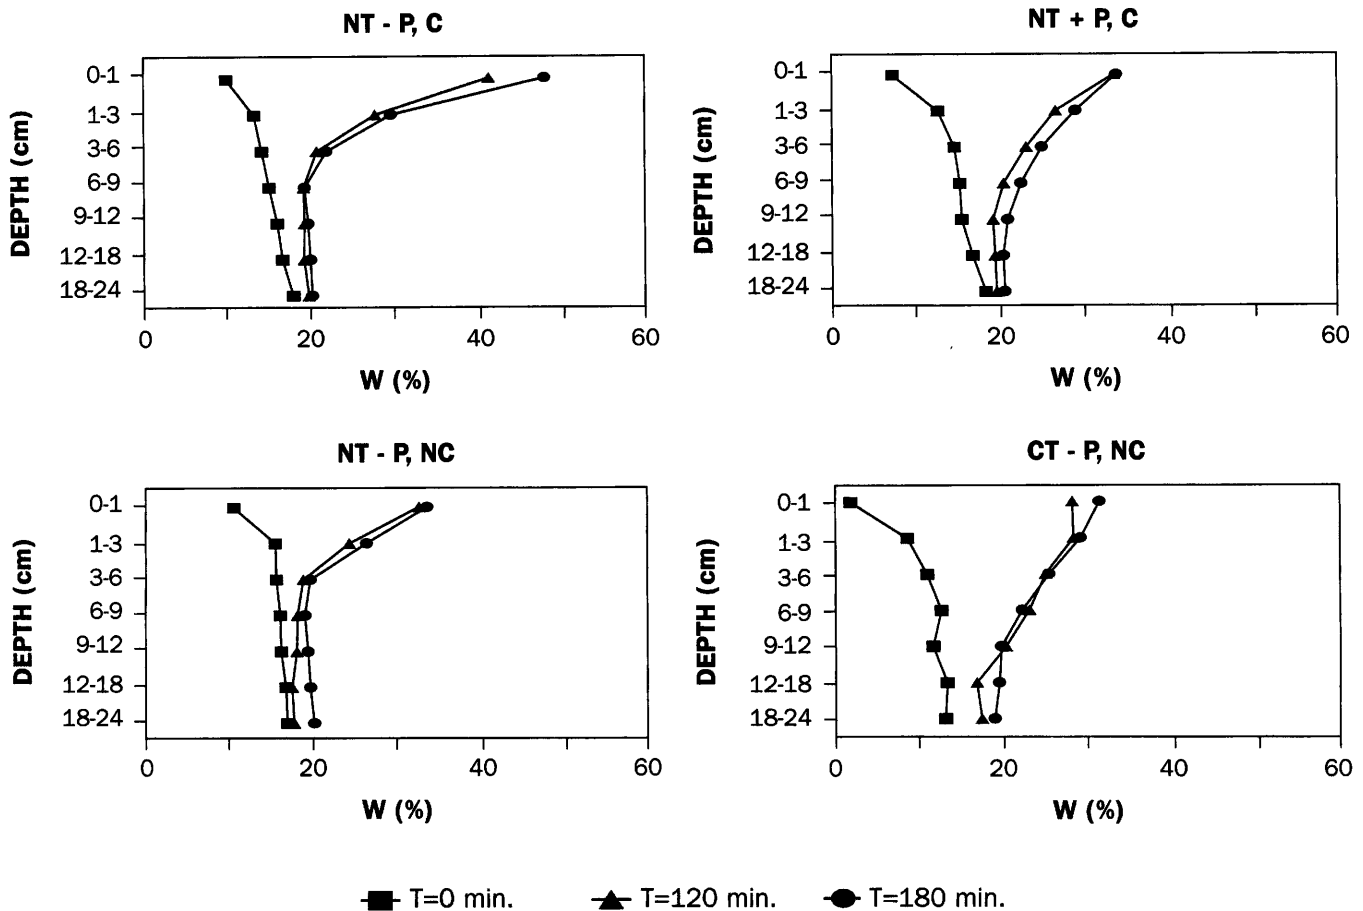 NT - P, C
DEPTH (cm)
0-1
1-3
3-6
6-9
9-12
12-18
18-24
0 20 40 60
W (%)
NT + P, C
DEPTH (cm)
0-1
1-3
3-6
6-9
9-12
12-18
18-24
0 20 40 60
W (%)
NT - P, NC
DEPTH (cm)
0-1
1-3
3-6
6-9
9-12
12-18
18-24
0 20 40 60
W (%)
CT - P, NC
DEPTH (cm)
0-1
1-3
3-6
6-9
9-12
12-18
18-24
0 20 40 60
W (%)
T=0 min. T=120 min. T=180 min.